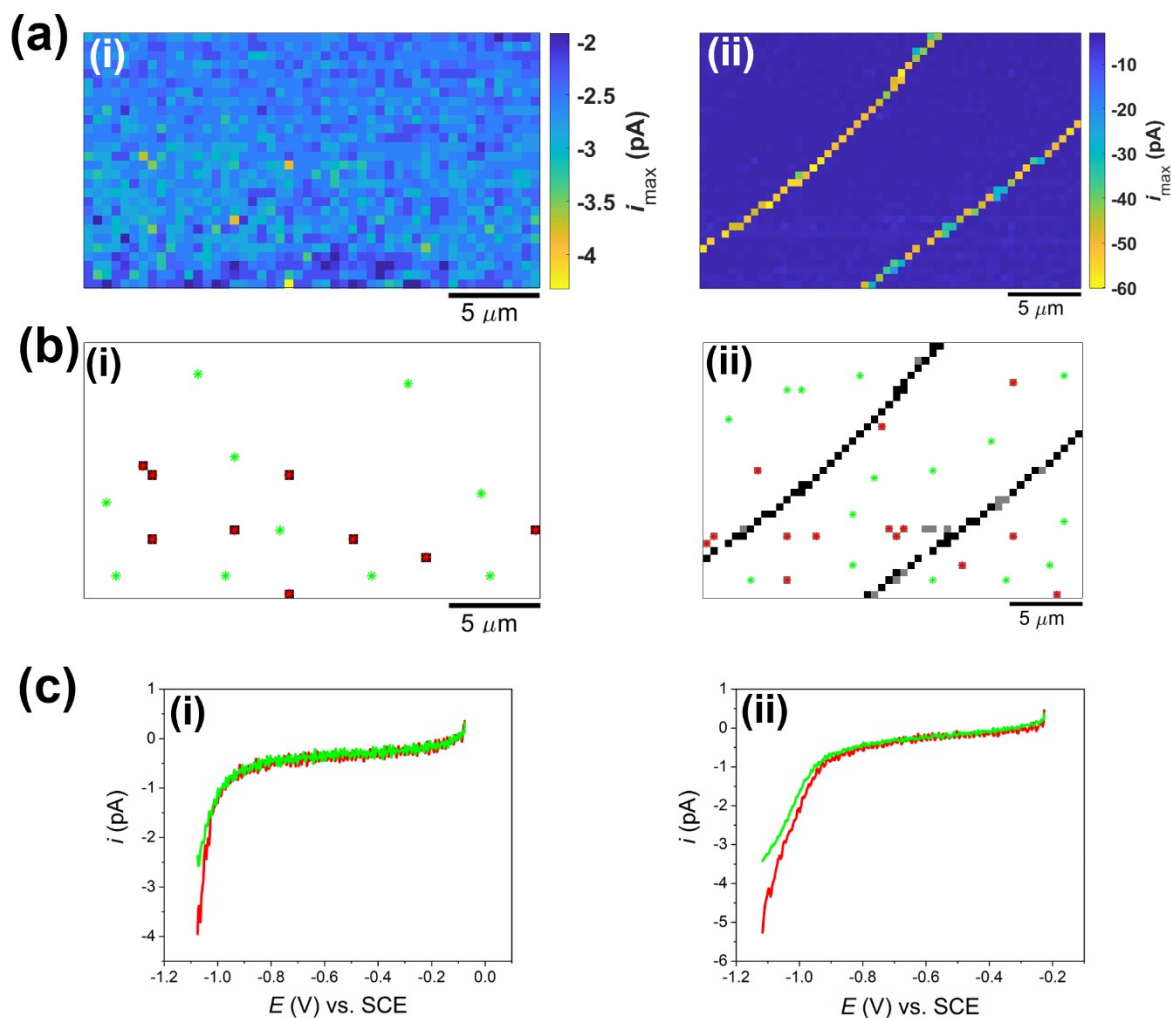 (a)
(i)
-2
-2.5
-3
-3.5
-4
i_max (pA)
5 μm
(ii)
-10
-20
-30
-40
-50
-60
i_max (pA)
5 μm
(b)
(i)
5 μm
(ii)
5 μm
(c)
(i)
1
0
-1
-2
-3
-4
i (pA)
-1.2 -1.0 -0.8 -0.6 -0.4 -0.2 0.0
E (V) vs. SCE
(ii)
1
0
-1
-2
-3
-4
-5
-6
i (pA)
-1.2 -1.0 -0.8 -0.6 -0.4 -0.2
E (V) vs. SCE